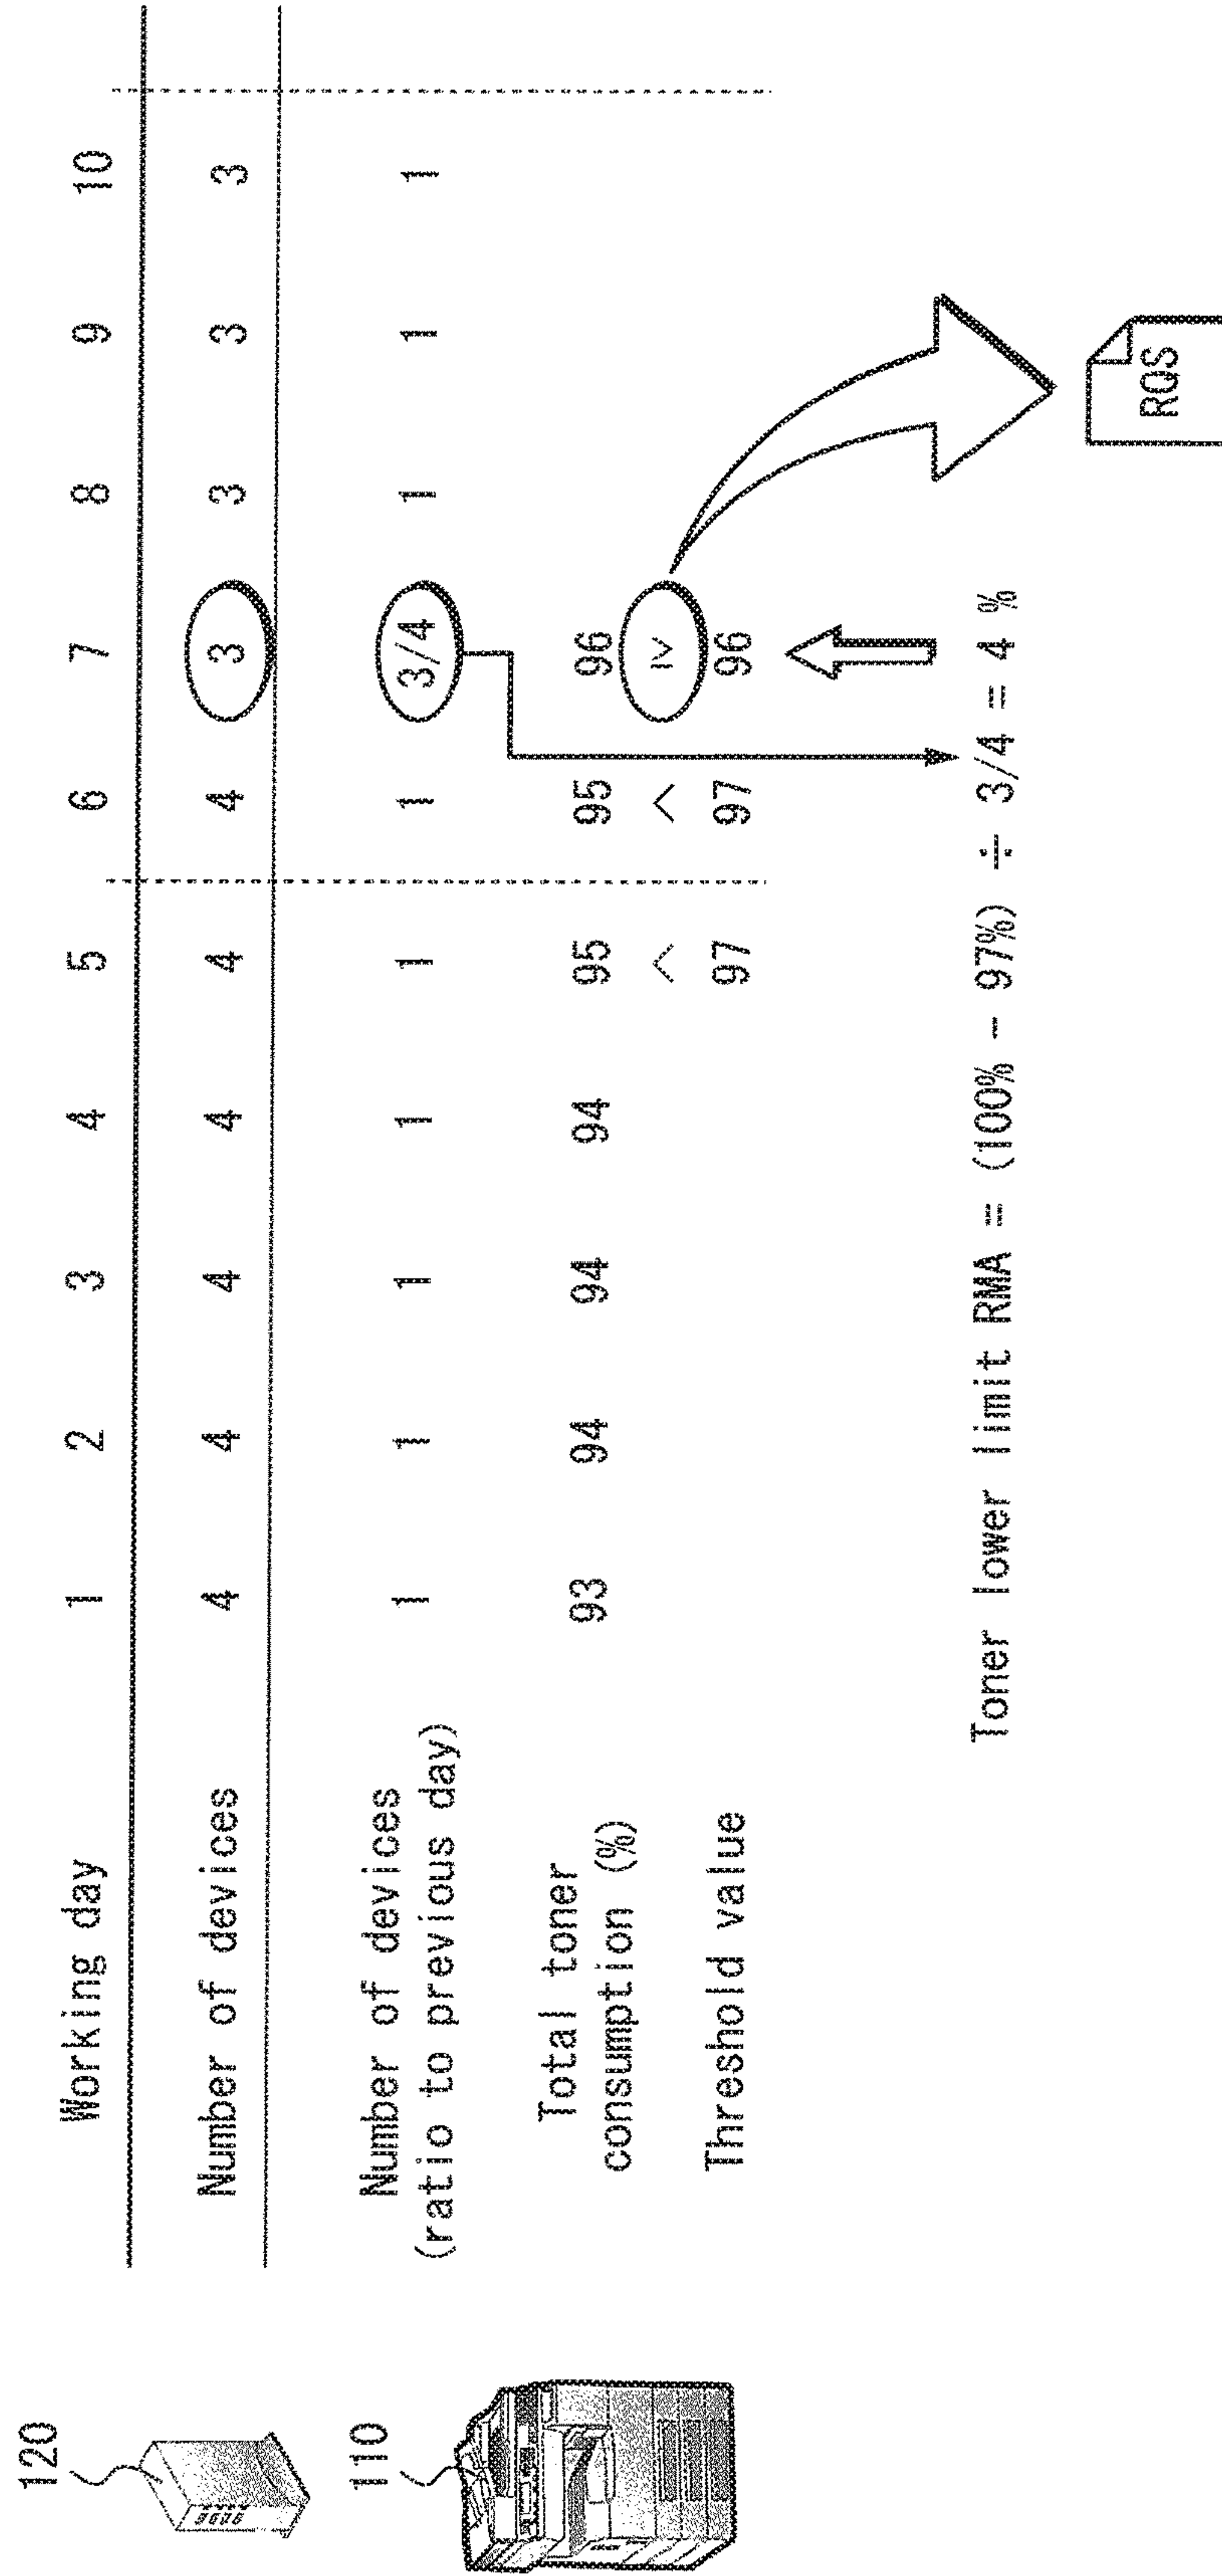 120
Working day 1 2 3 4 5 6 7 8 9 10
Number of devices 4 4 4 4 4 4 3 3 3 3
110
Number of devices
(ratio to previous day) 1 1 1 1 1 1 3/4 1 1 1
Total toner
consumption (%) 93 94 94 94 95 95 96
∧ ∧ ≥
Threshold value 97 97 96
Toner lower limit RMA = (100% - 97%) ÷ 3/4 = 4 %
RQS